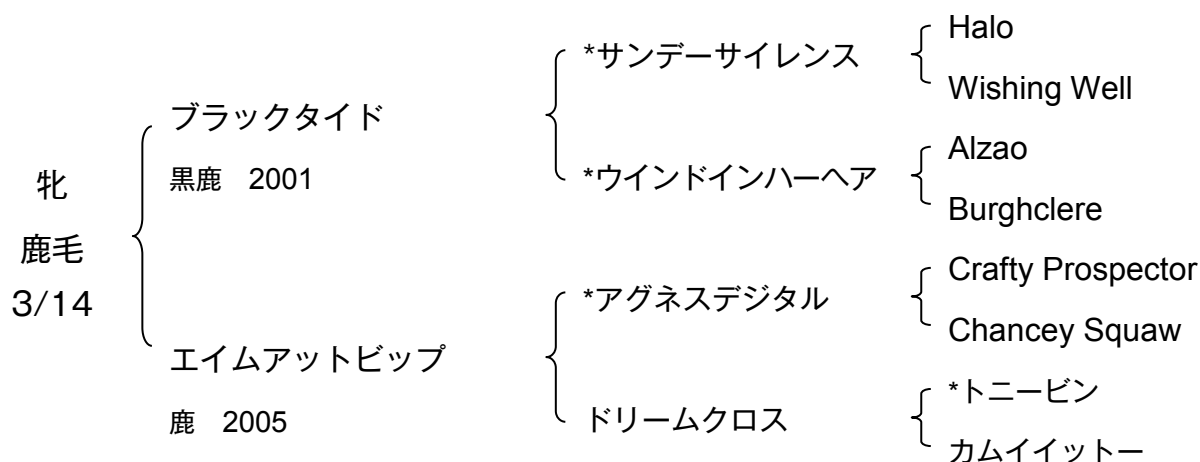 牝
鹿毛
3/14
ブラックタイド
黒鹿 2001
エイムアットビップ
鹿 2005
*サンデーサイレンス
*ウインドインハーヘア
*アグネスデジタル
ドリームクロス
Halo
Wishing Well
Alzao
Burghclere
Crafty Prospector
Chancey Squaw
*トニービン
カムイイットー